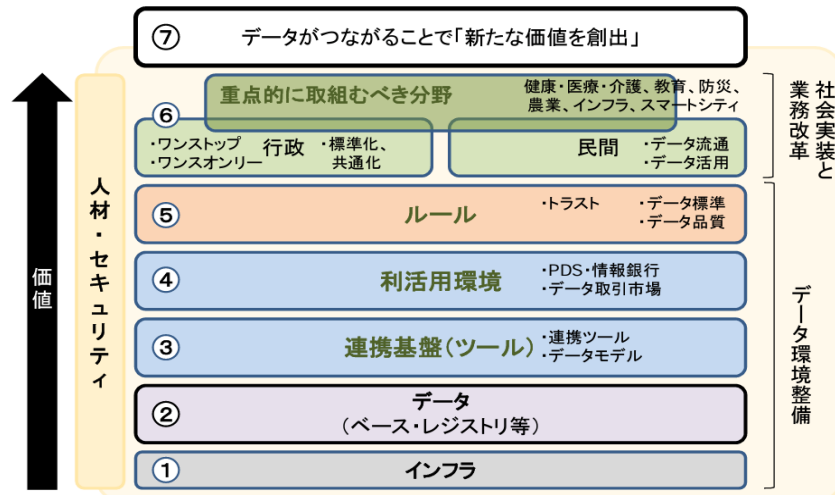 ⑦ データがつながることで「新たな価値を創出」
重点的に取組むべき分野
健康・医療・介護、教育、防災、
農業、インフラ、スマートシティ
⑥
・ワンストップ
・ワンスオンリー
行政
・標準化、
共通化
民間
・データ流通
・データ活用
⑤ ルール
・トラスト
・データ標準
・データ品質
④ 利活用環境
・PDS・情報銀行
・データ取引市場
③ 連携基盤(ツール)
・連携ツール
・データモデル
② データ
(ベース・レジストリ等)
① インフラ
価値
人材・セキュリティ
社会実装と
業務改革
データ環境整備